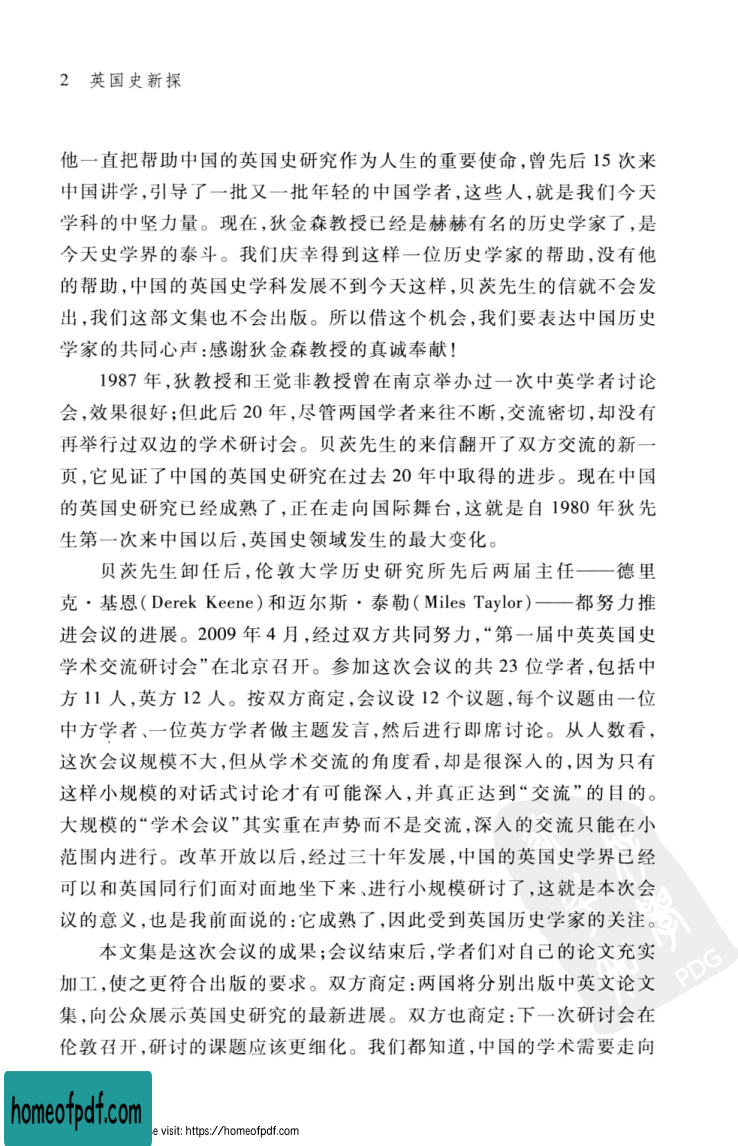 2 英国史新探
他一直把帮助中国的英国史研究作为人生的重要使命,曾先后 15 次来
中国讲学,引导了一批又一批年轻的中国学者,这些人,就是我们今天
学科的中坚力量。现在,狄金森教授已经是赫赫有名的历史学家了,是
今天史学界的泰斗。我们庆幸得到这样一位历史学家的帮助,没有他
的帮助,中国的英国史学科发展不到今天这样,贝茨先生的信就不会发
出,我们这部文集也不会出版。所以借这个机会,我们要表达中国历史
学家的共同心声:感谢狄金森教授的真诚奉献!
1987 年,狄教授和王觉非教授曾在南京举办过一次中英学者讨论
会,效果很好;但此后 20 年,尽管两国学者来往不断,交流密切,却没有
再举行过双边的学术研讨会。贝茨先生的来信翻开了双方交流的新一
页,它见证了中国的英国史研究在过去 20 年中取得的进步。现在中国
的英国史研究已经成熟了,正在走向国际舞台,这就是自 1980 年狄先
生第一次来中国以后,英国史领域发生的最大变化。
贝茨先生卸任后,伦敦大学历史研究所先后两届主任——德里
克·基恩(Derek Keene)和迈尔斯·泰勒(Miles Taylor)——都努力推
进会议的进展。2009 年 4 月,经过双方共同努力,“第一届中英英国史
学术交流研讨会”在北京召开。参加这次会议的共 23 位学者,包括中
方 11 人,英方 12 人。按双方商定,会议设 12 个议题,每个议题由一位
中方学者、一位英方学者做主题发言,然后进行即席讨论。从人数看,
这次会议规模不大,但从学术交流的角度看,却是很深入的,因为只有
这样小规模的对话式讨论才有可能深入,并真正达到“交流”的目的。
大规模的“学术会议”其实重在声势而不是交流,深入的交流只能在小
范围内进行。改革开放以后,经过三十年发展,中国的英国史学界已经
可以和英国同行们面对面地坐下来、进行小规模研讨了,这就是本次会
议的意义,也是我前面说的:它成熟了,因此受到英国历史学家的关注。
本文集是这次会议的成果;会议结束后,学者们对自己的论文充实
加工,使之更符合出版的要求。双方商定:两国将分别出版中英文论文
集,向公众展示英国史研究的最新进展。双方也商定:下一次研讨会在
伦敦召开,研讨的课题应该更细化。我们都知道,中国的学术需要走向
PDG
homeofpdf.com
e visit: https://homeofpdf.com